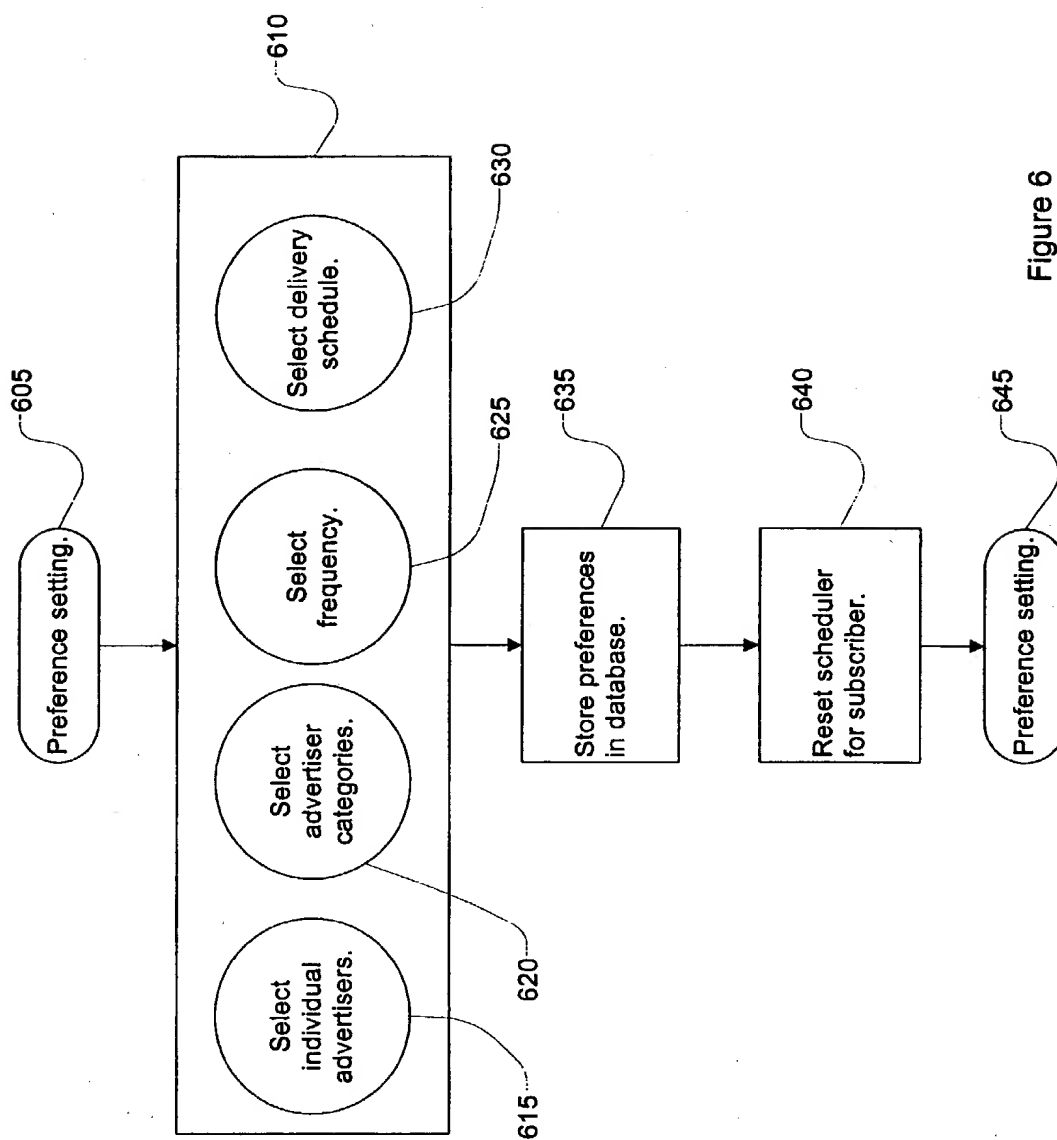 Preference setting.
605
610
Select
individual
advertisers.
615
Select
advertiser
categories.
620
Select
frequency.
625
Select delivery
schedule.
630
Store preferences
in database.
635
Reset scheduler
for subscriber.
640
Preference setting.
645
Figure 6